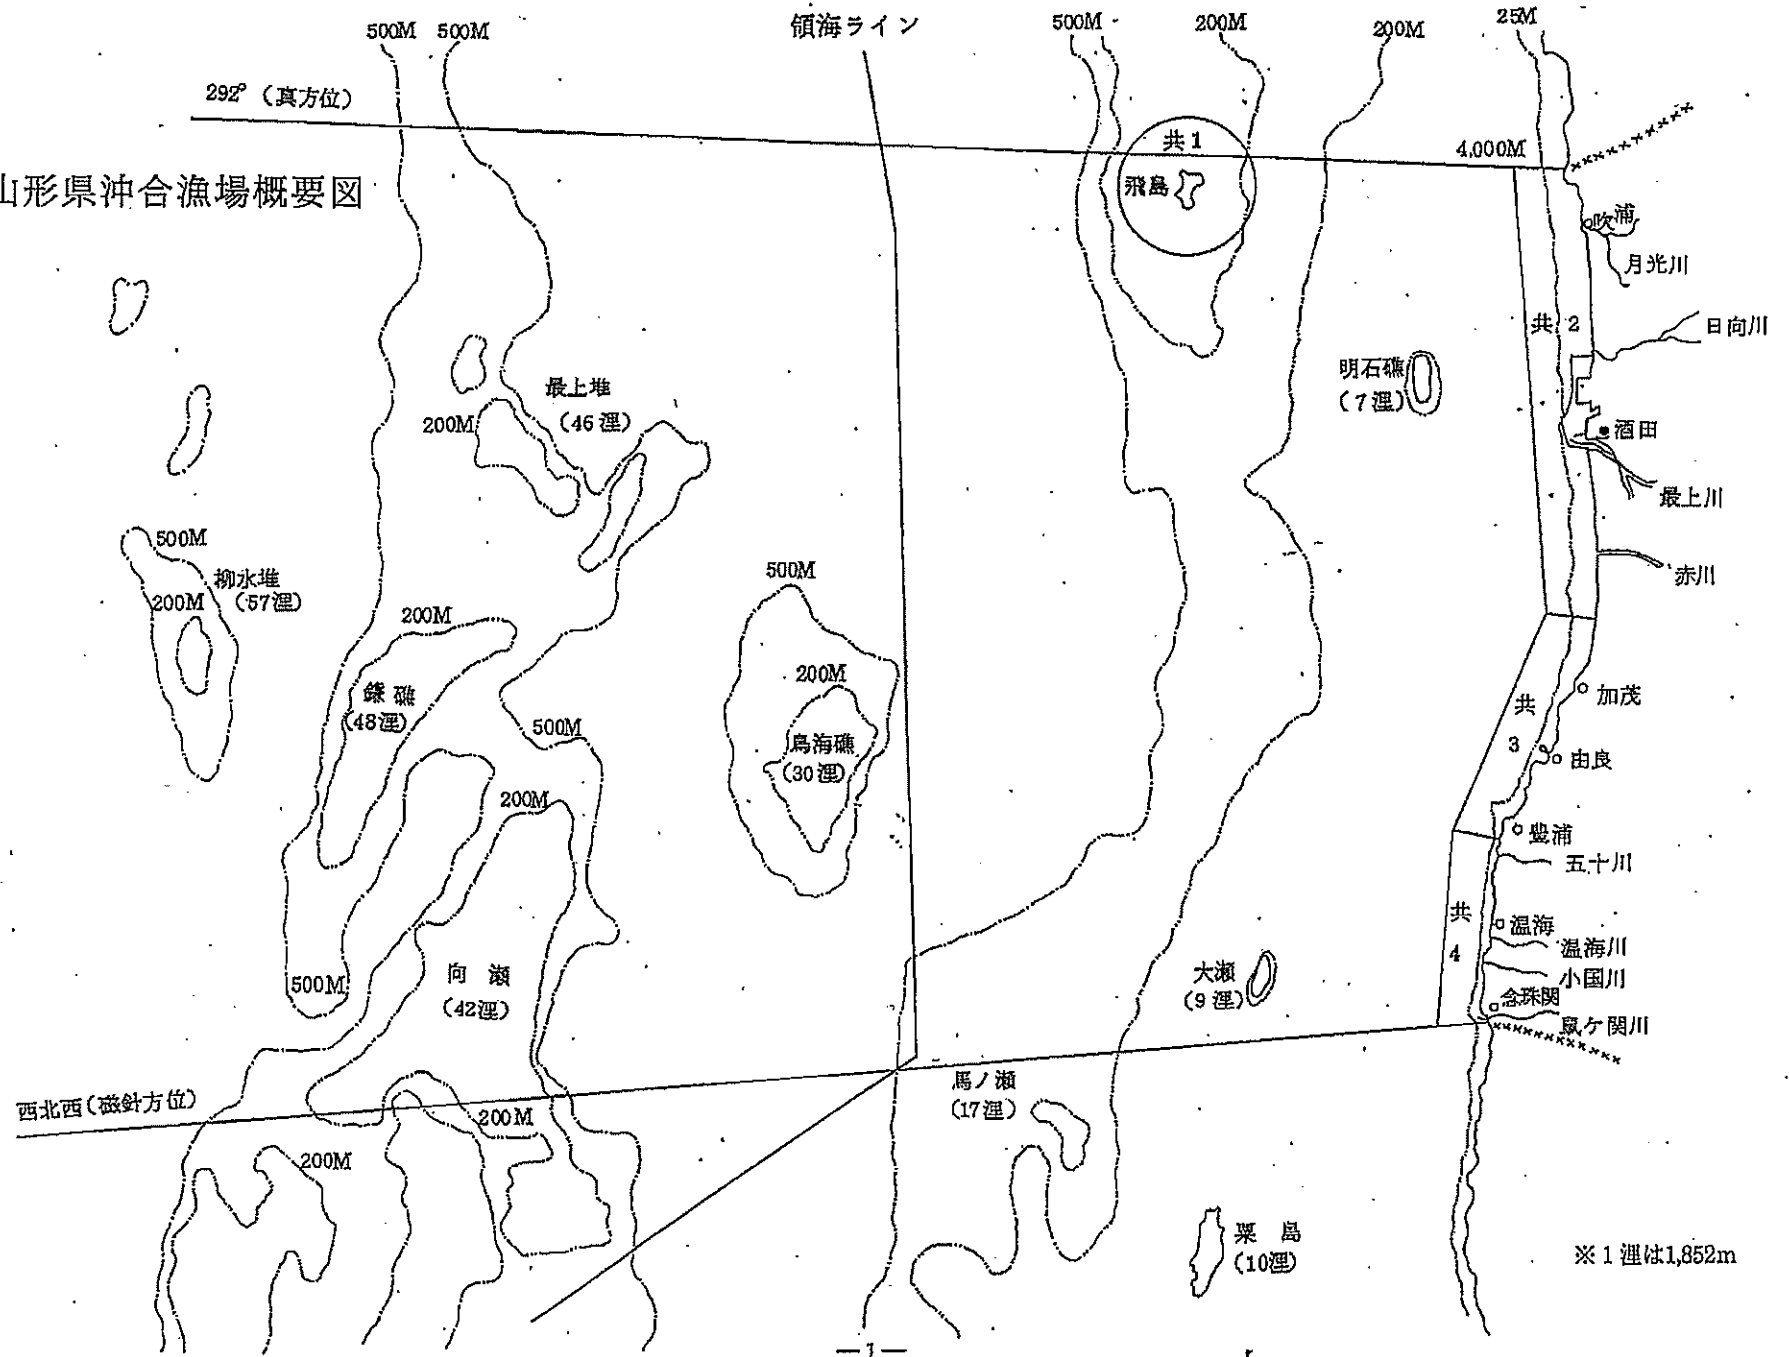 500M 500M 領海ライン 500M 200M 200M 25M
292°（真方位）
共1
4,000M
山形県沖合漁場概要図
飛島
吹浦
月光川
共 2
日向川
最上堆
(46浬)
200M
明石礁
(7浬)
酒田
最上川
500M
柳水堆
(57浬)
200M
500M
赤川
200M
200M
鎌礁
(48浬)
500M
鳥海礁
(30浬)
共
3
加茂
由良
200M
豊浦
五十川
共
4
温海
温海川
小国川
向瀬
(42浬)
500M
大瀬
(9浬)
念珠関
鼠ケ関川
西北西(磁針方位)
馬ノ瀬
(17浬)
200M
200M
粟島
(10浬)
※1浬は1,852m
—1—